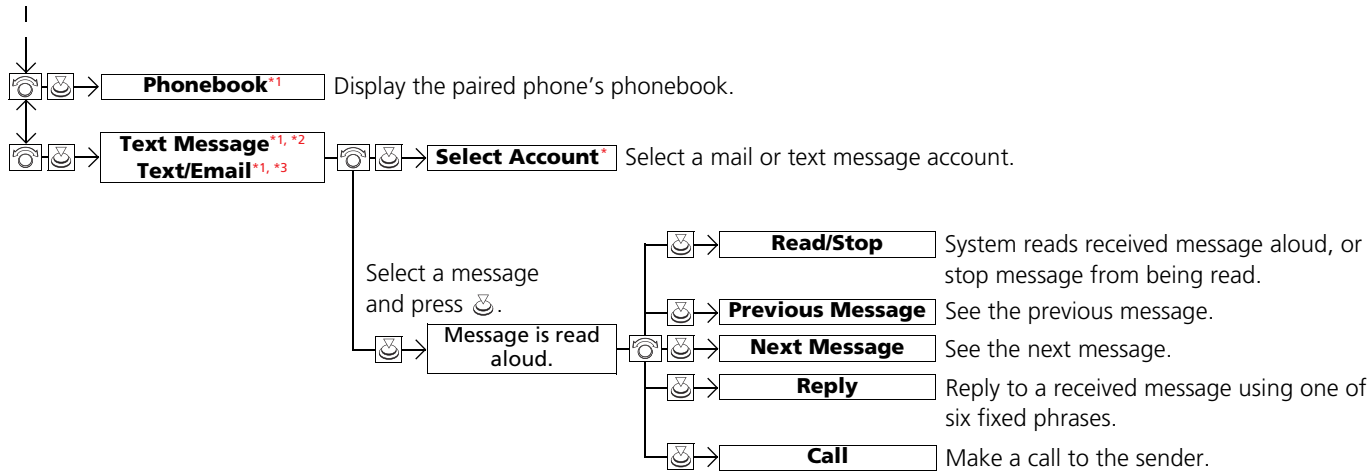 Phonebook*1 Display the paired phone’s phonebook.
Text Message*1, *2
Text/Email*1, *3
Select Account* Select a mail or text message account.
Select a message
and press .
Message is read
aloud.
Read/Stop System reads received message aloud, or
stop message from being read.
Previous Message See the previous message.
Next Message See the next message.
Reply Reply to a received message using one of
six fixed phrases.
Call Make a call to the sender.